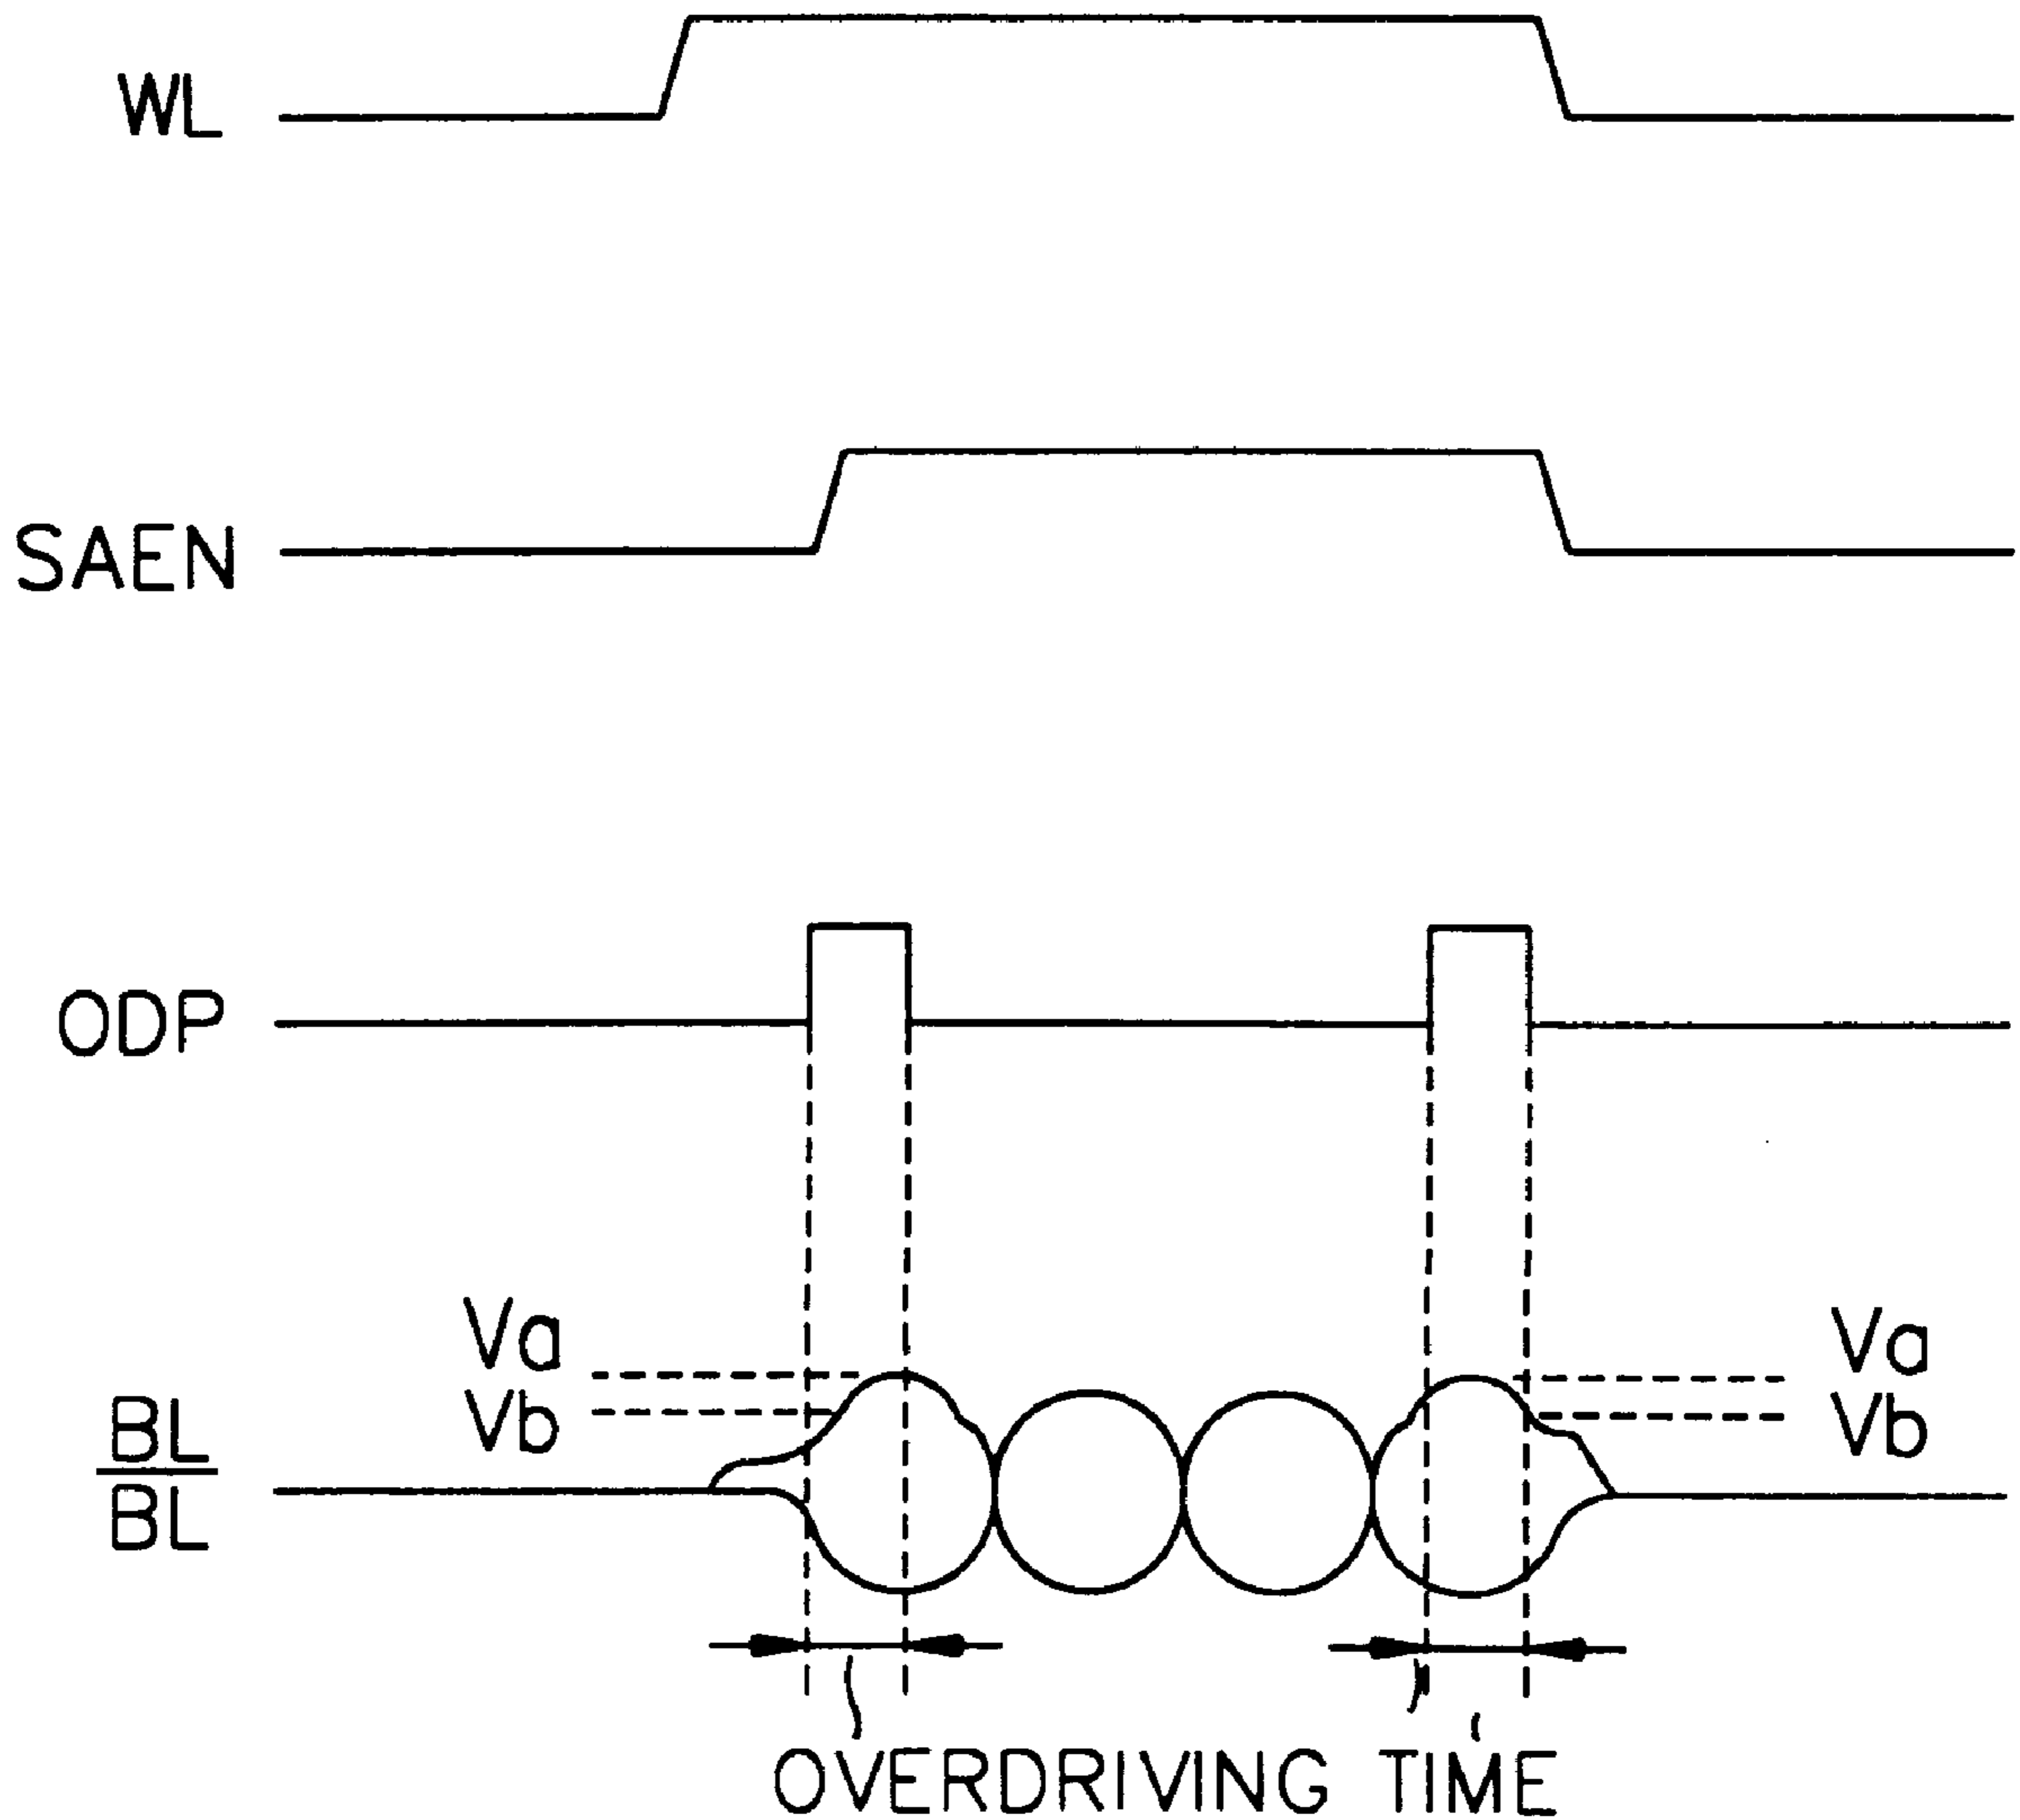 WL
SAEN
ODP
Va
Va
Vb
Vb
BL
BL
OVERDRIVING TIME